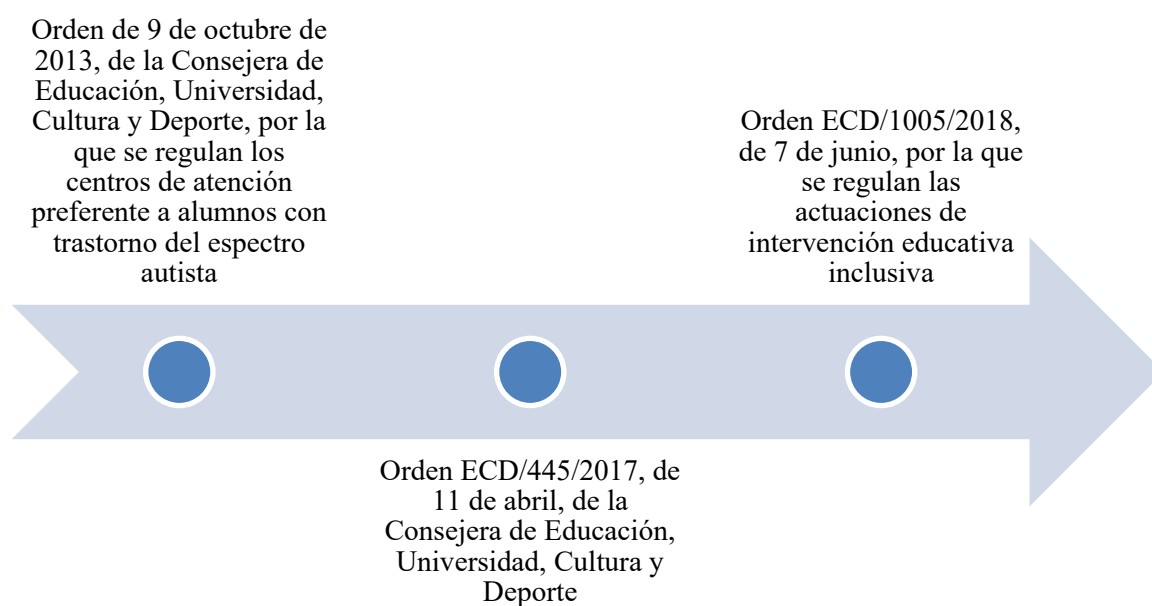 Orden de 9 de octubre de
2013, de la Consejera de
Educación, Universidad,
Cultura y Deporte, por la
que se regulan los
centros de atención
preferente a alumnos con
trastorno del espectro
autista
Orden ECD/445/2017, de
11 de abril, de la
Consejera de Educación,
Universidad, Cultura y
Deporte
Orden ECD/1005/2018,
de 7 de junio, por la que
se regulan las
actuaciones de
intervención educativa
inclusiva